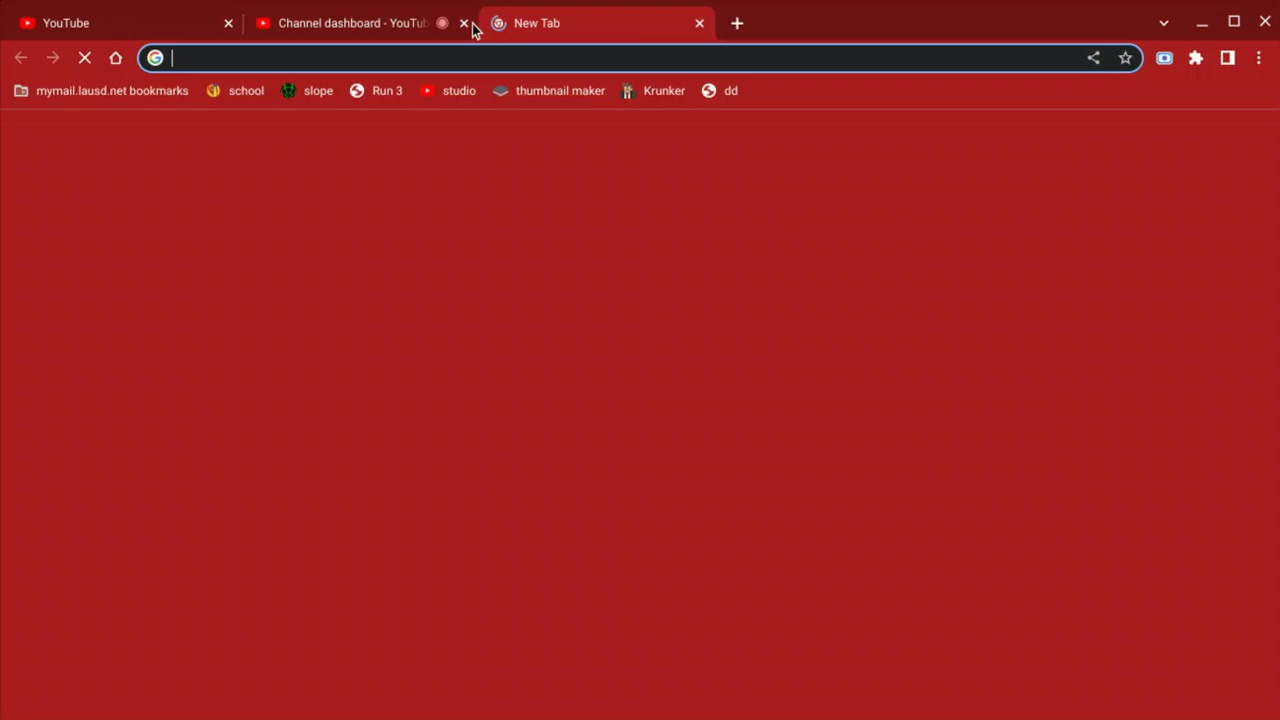 YouTube
Channel dashboard - YouTub
New Tab
mymail.lausd.net bookmarks school slope Run 3 studio thumbnail maker Krunker dd